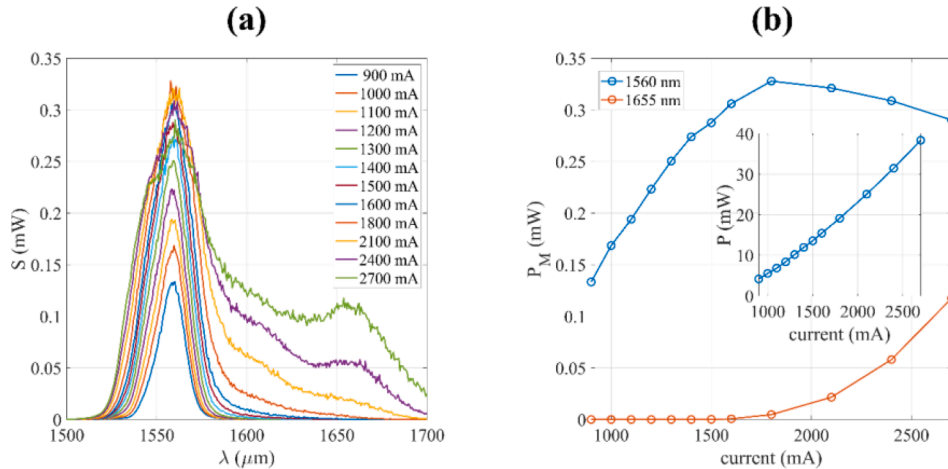 (a)
(b)
0.35
0.3
0.25
0.2
0.15
0.1
0.05
0
S (mW)
1500
1550
1600
1650
1700
λ (μm)
900 mA
1000 mA
1100 mA
1200 mA
1300 mA
1400 mA
1500 mA
1600 mA
1800 mA
2100 mA
2400 mA
2700 mA
0.35
0.3
0.25
0.2
0.15
0.1
0.05
0
P_M (mW)
1000
1500
2000
2500
current (mA)
1560 nm
1655 nm
40
30
20
10
0
P (mW)
1000
1500
2000
2500
current (mA)